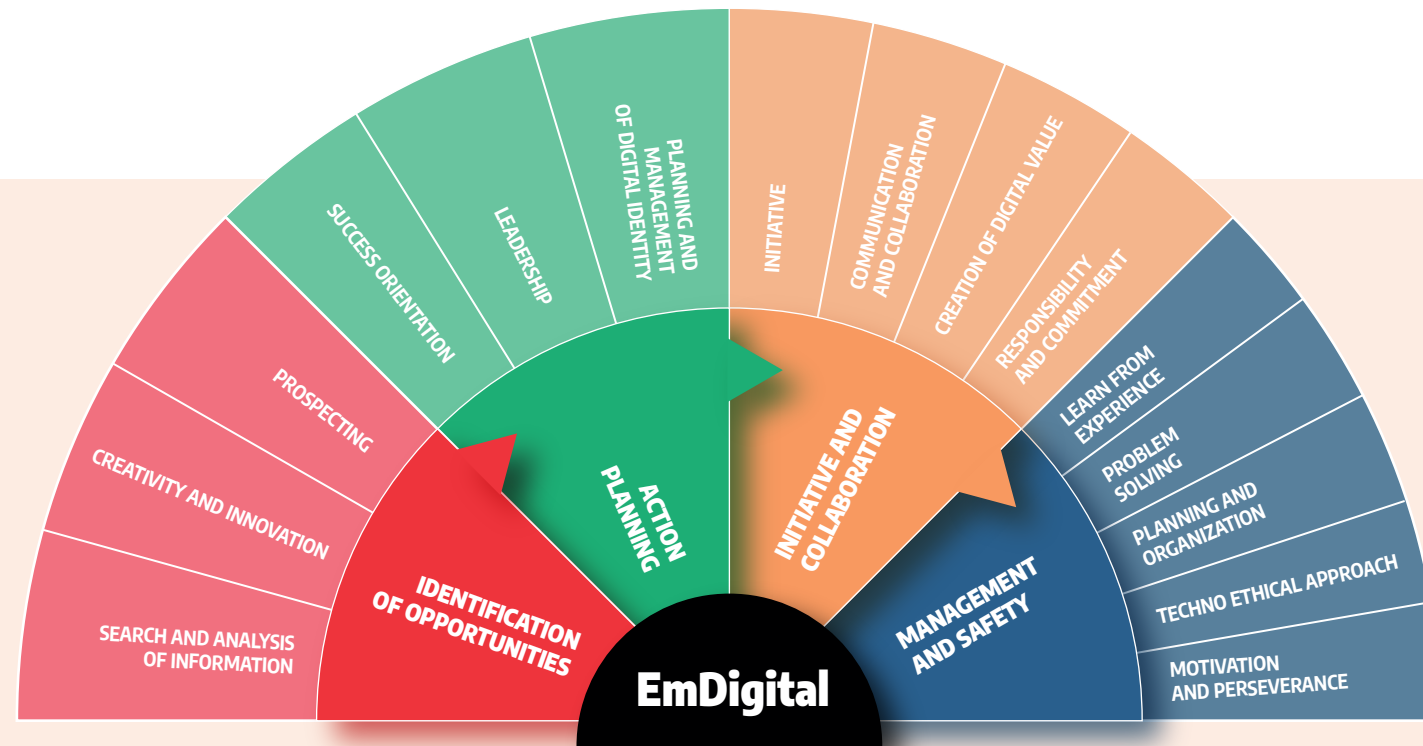 SEARCH AND ANALYSIS
OF INFORMATION
CREATIVITY AND INNOVATION
PROSPECTING
SUCCESS ORIENTATION
LEADERSHIP
PLANNING AND
MANAGEMENT
OF DIGITAL IDENTITY
INITIATIVE
COMMUNICATION
AND COLLABORATION
CREATION OF DIGITAL VALUE
RESPONSIBILITY
AND COMMITMENT
LEARN FROM
EXPERIENCE
PROBLEM
SOLVING
PLANNING AND
ORGANIZATION
TECHNO ETHICAL APPROACH
MOTIVATION
AND PERSEVERANCE
IDENTIFICATION
OF OPPORTUNITIES
ACTION
PLANNING
INITIATIVE AND
COLLABORATION
MANAGEMENT
AND SAFETY
EmDigital